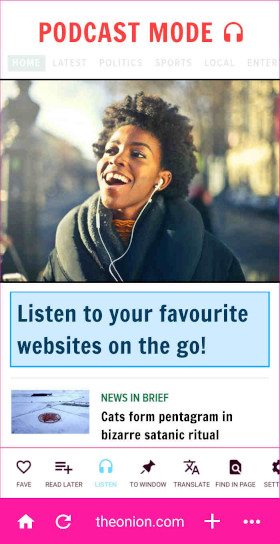 PODCAST MODE
HOME LATEST POLITICS SPORTS LOCAL ENTER
Listen to your favourite
websites on the go!
NEWS IN BRIEF
Cats form pentagram in
bizarre satanic ritual
FAVE READ LATER LISTEN TO WINDOW TRANSLATE FIND IN PAGE SETT
theonion.com